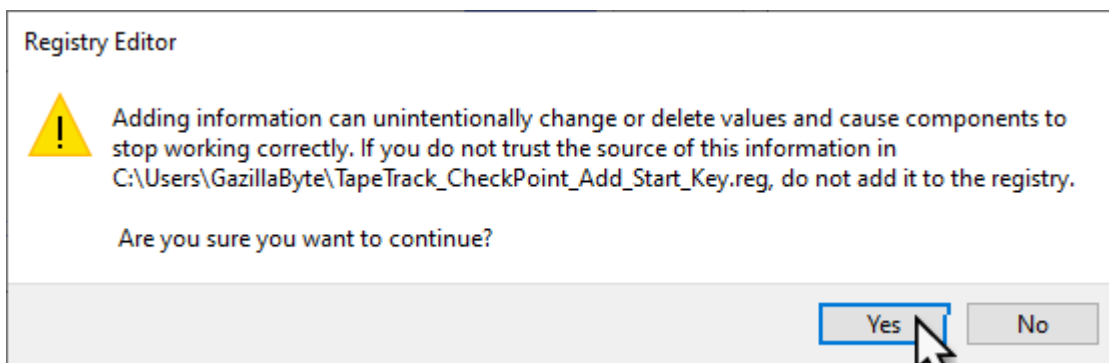 Registry Editor
Adding information can unintentionally change or delete values and cause components to
stop working correctly. If you do not trust the source of this information in
C:\Users\GazillaByte\TapeTrack_CheckPoint_Add_Start_Key.reg, do not add it to the registry.
Are you sure you want to continue?
Yes
No